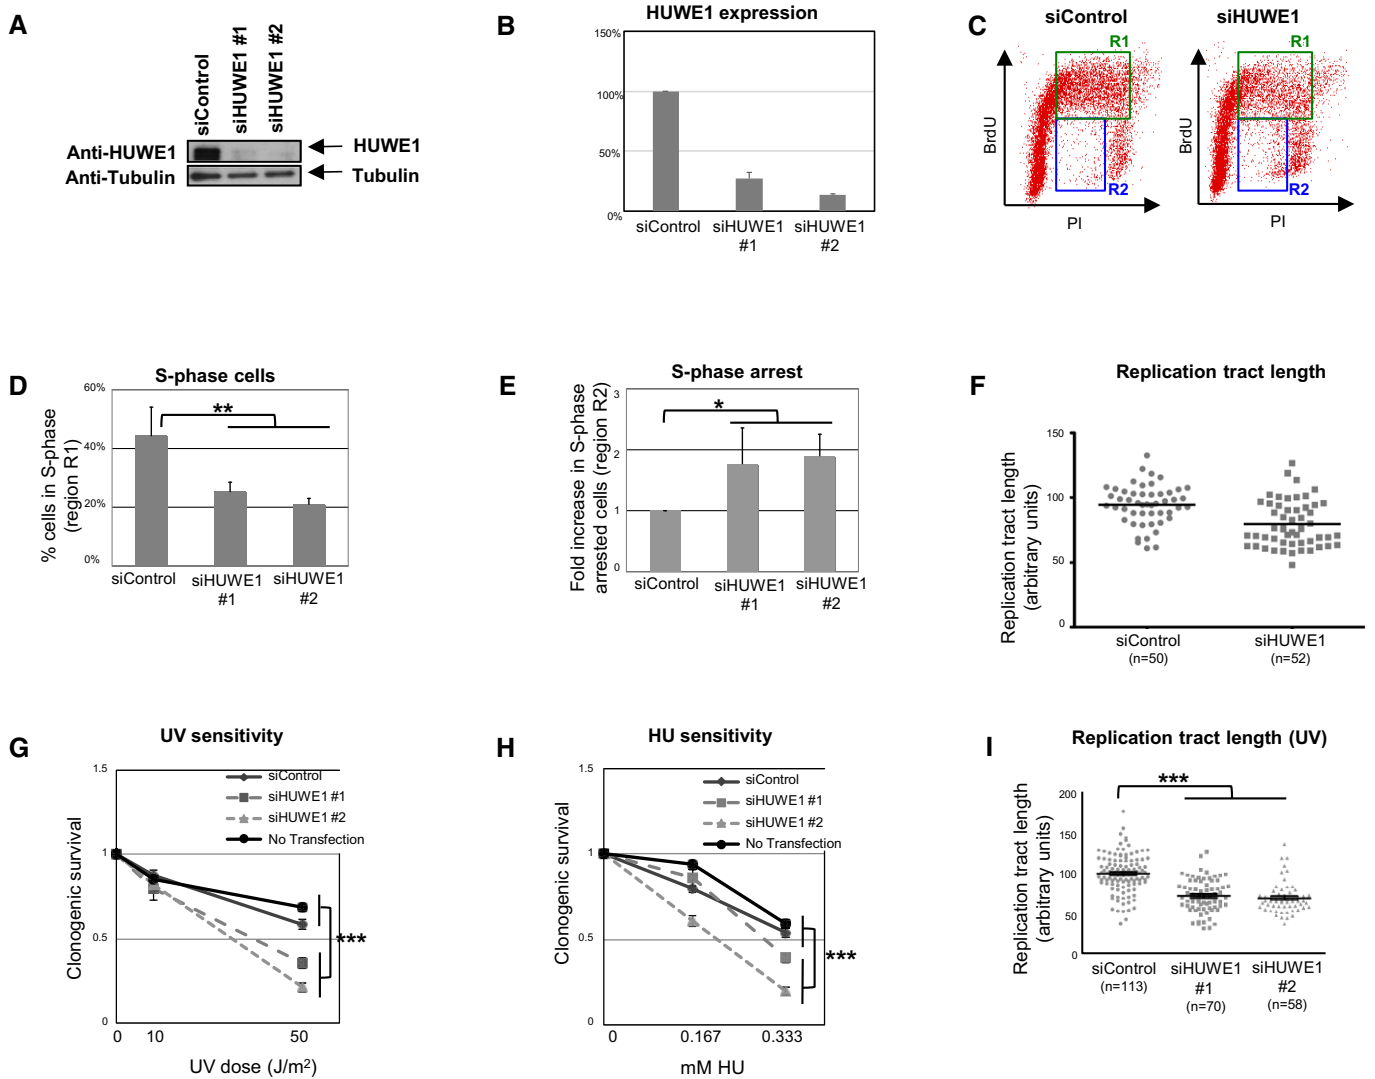 A
siControl
siHUWE1 #1
siHUWE1 #2
Anti-HUWE1
HUWE1
Anti-Tubulin
Tubulin
B
HUWE1 expression
150%
100%
50%
0%
siControl
siHUWE1
#1
siHUWE1
#2
C
siControl
siHUWE1
R1
R1
BrdU
BrdU
R2
R2
PI
PI
D
S-phase cells
% cells in S-phase
(region R1)
60%
40%
20%
0%
**
siControl
siHUWE1
#1
siHUWE1
#2
E
S-phase arrest
Fold increase in S-phase
arrested cells (region R2)
3
2
1
0
*
siControl
siHUWE1
#1
siHUWE1
#2
F
Replication tract length
Replication tract length
(arbitrary units)
150
100
50
0
siControl
(n=50)
siHUWE1
(n=52)
G
UV sensitivity
Clonogenic survival
1.5
1
0.5
0
siControl
siHUWE1 #1
siHUWE1 #2
No Transfection
***
0
10
50
UV dose (J/m²)
H
HU sensitivity
Clonogenic survival
1.5
1
0.5
0
siControl
siHUWE1 #1
siHUWE1 #2
No Transfection
***
0
0.167
0.333
mM HU
I
Replication tract length (UV)
Replication tract length
(arbitrary units)
200
150
100
50
0
***
siControl
(n=113)
siHUWE1
#1
(n=70)
siHUWE1
#2
(n=58)